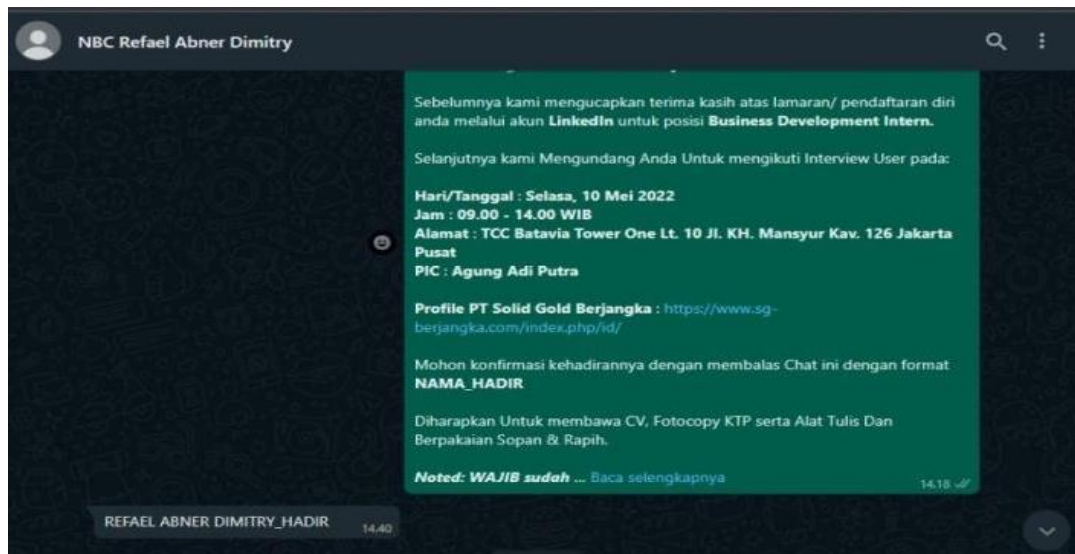 NBC Refael Abner Dimitry
Sebelumnya kami mengucapkan terima kasih atas lamaran/ pendaftaran diri
anda melalui akun LinkedIn untuk posisi Business Development Intern.
Selanjutnya kami Mengundang Anda Untuk mengikuti Interview User pada:
Hari/Tanggal : Selasa, 10 Mei 2022
Jam : 09.00 - 14.00 WIB
Alamat : TCC Batavia Tower One Lt. 10 Jl. KH. Mansyur Kav. 126 Jakarta
Pusat
PIC : Agung Adi Putra
Profile PT Solid Gold Berjangka : https://www.sg-
berjangka.com/index.php/id/
Mohon konfirmasi kehadirannya dengan membalas Chat ini dengan format
NAMA_HADIR
Diharapkan Untuk membawa CV, Fotocopy KTP serta Alat Tulis Dan
Berpakaian Sopan & Rapih.
Noted: WAJIB sudah ... Baca selengkapnya
14.18
REFAEL ABNER DIMITRY_HADIR
14.40